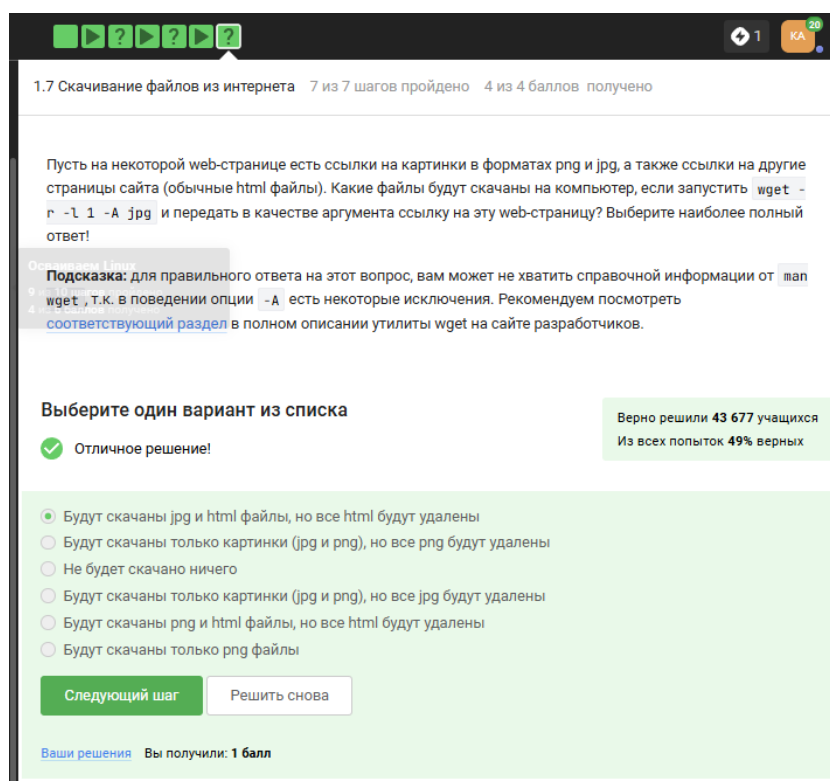 ? ? ? 1 КА 20
1.7 Скачивание файлов из интернета 7 из 7 шагов пройдено 4 из 4 баллов получено
Пусть на некоторой web-странице есть ссылки на картинки в форматах png и jpg, а также ссылки на другие
страницы сайта (обычные html файлы). Какие файлы будут скачаны на компьютер, если запустить wget -
r -l 1 -A jpg и передать в качестве аргумента ссылку на эту web-страницу? Выберите наиболее полный
ответ!
Осваиваем Linux
Подсказка: для правильного ответа на этот вопрос, вам может не хватить справочной информации от man
wget , т.к. в поведении опции -A есть некоторые исключения. Рекомендуем посмотреть
соответствующий раздел в полном описании утилиты wget на сайте разработчиков.
Выберите один вариант из списка
Отличное решение!
Верно решили 43 677 учащихся
Из всех попыток 49% верных
Будут скачаны jpg и html файлы, но все html будут удалены
Будут скачаны только картинки (jpg и png), но все png будут удалены
Не будет скачано ничего
Будут скачаны только картинки (jpg и png), но все jpg будут удалены
Будут скачаны png и html файлы, но все html будут удалены
Будут скачаны только png файлы
Следующий шаг Решить снова
Ваши решения Вы получили: 1 балл